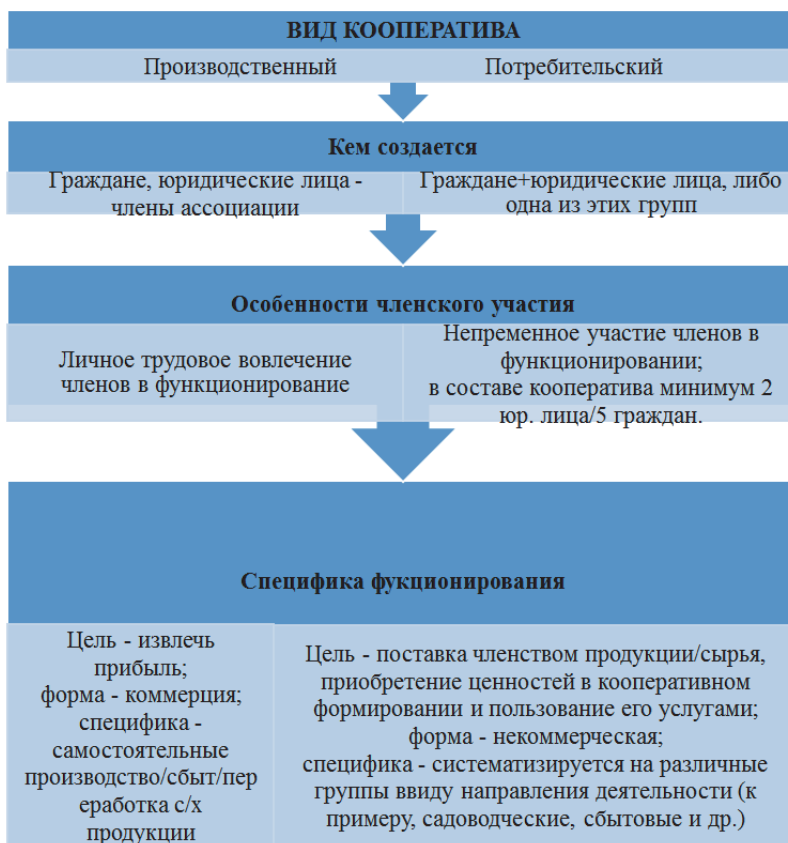 ВИД КООПЕРАТИВА
Производственный
Потребительский
Кем создается
Граждане, юридические лица -
члены ассоциации
Граждане+юридические лица, либо
одна из этих групп
Особенности членского участия
Личное трудовое вовлечение
членов в функционирование
Непременное участие членов в
функционировании;
в составе кооператива минимум 2
юр. лица/5 граждан.
Специфика фукционирования
Цель - извлечь
прибыль;
форма - коммерция;
специфика -
самостоятельные
производство/сбыт/пер
еработка с/х
продукции
Цель - поставка членством продукции/сырья,
приобретение ценностей в кооперативном
формировании и пользование его услугами;
форма - некоммерческая;
специфика - систематизируется на различные
группы ввиду направления деятельности (к
примеру, садоводческие, сбытовые и др.)